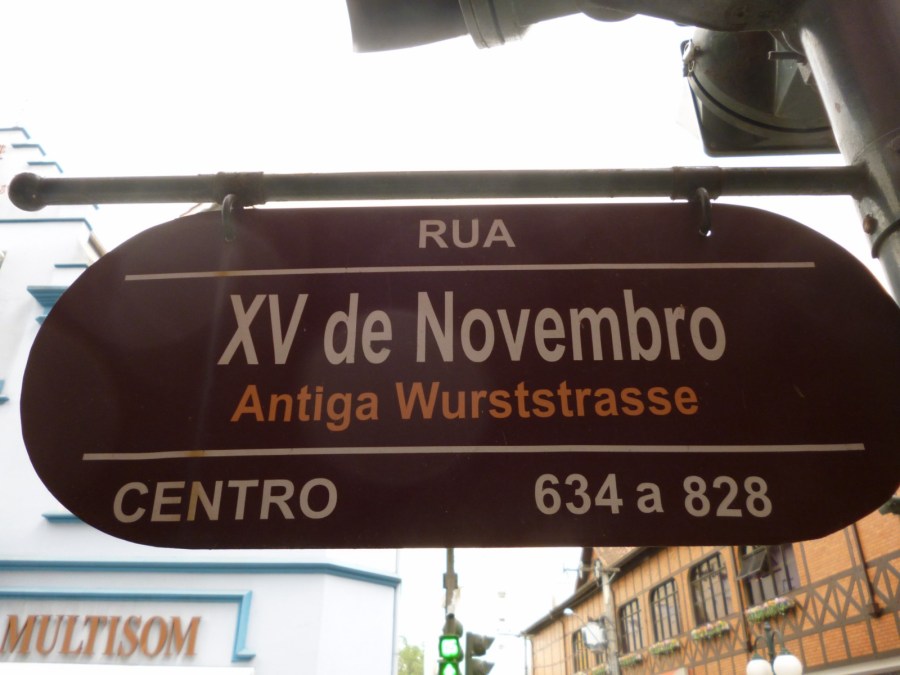 RUA
XV de Novembro
Antiga Wurststrasse
CENTRO 634 a 828
MULTISOM